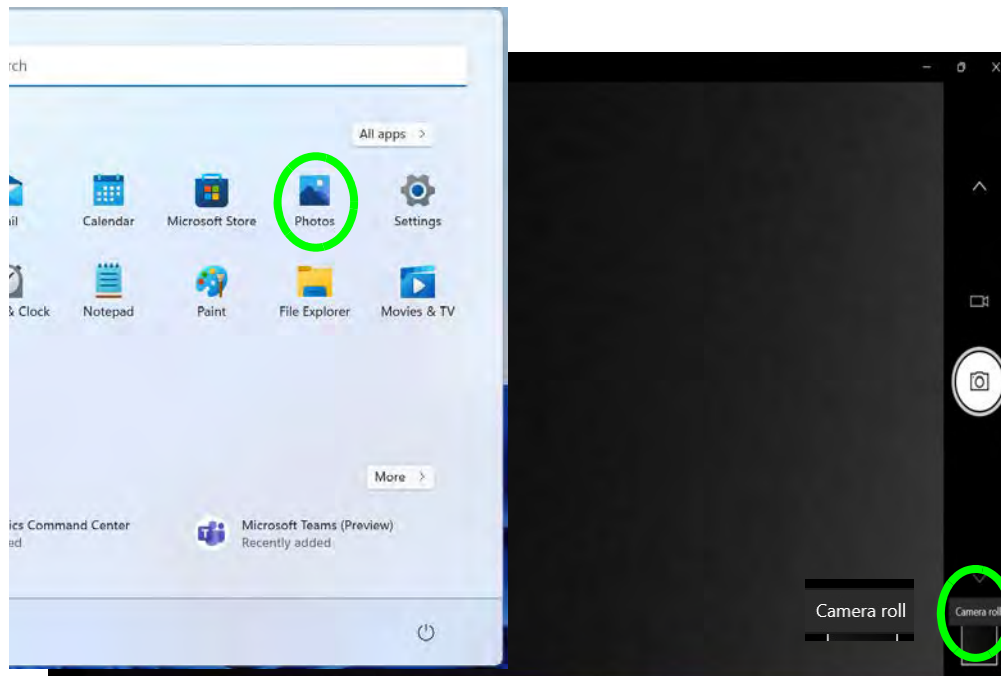 rch
All apps >
il
Calendar
Microsoft Store
Photos
Settings
& Clock
Notepad
Paint
File Explorer
Movies & TV
More >
ics Command Center
ed
Microsoft Teams (Preview)
Recently added
Camera roll
Camera roll